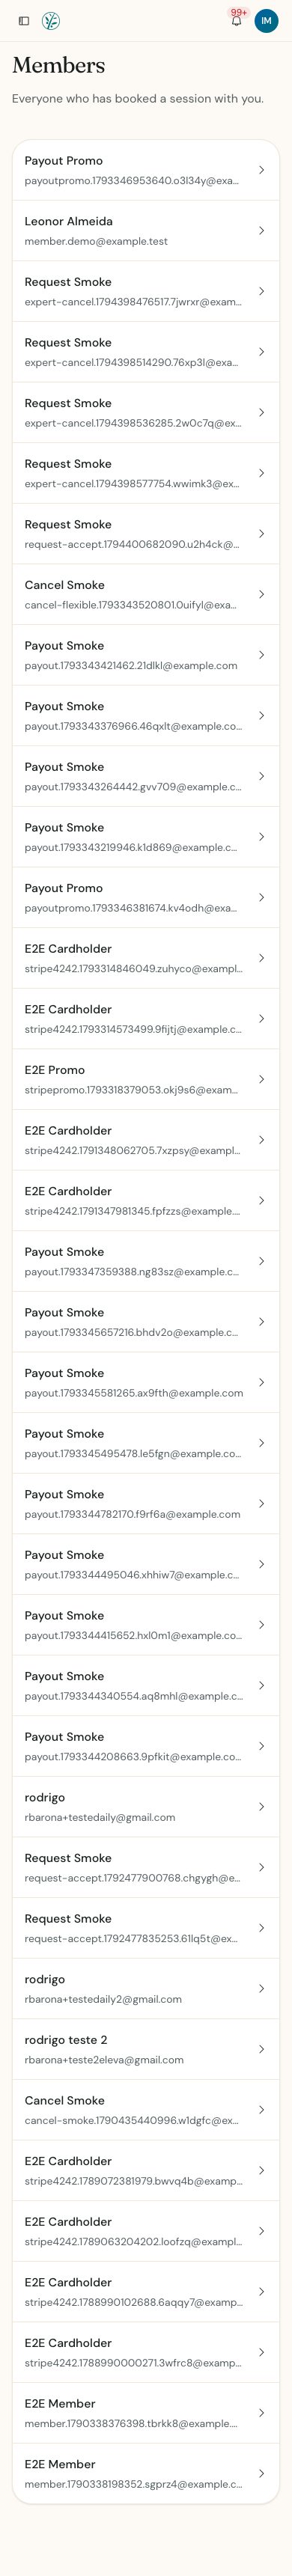 99+
IM
Members
Everyone who has booked a session with you.
Payout Promo
payoutpromo.1793346953640.o3l34y@exa...
Leonor Almeida
member.demo@example.test
Request Smoke
expert-cancel.1794398476517.7jwrxr@exam...
Request Smoke
expert-cancel.1794398514290.76xp3l@exa...
Request Smoke
expert-cancel.1794398536285.2w0c7q@ex...
Request Smoke
expert-cancel.1794398577754.wwimk3@ex...
Request Smoke
request-accept.1794400682090.u2h4ck@...
Cancel Smoke
cancel-flexible.1793343520801.0uifyl@exa...
Payout Smoke
payout.1793343421462.21dlkl@example.com
Payout Smoke
payout.1793343376966.46qxlt@example.co...
Payout Smoke
payout.1793343264442.gvv709@example.c...
Payout Smoke
payout.1793343219946.k1d869@example.c...
Payout Promo
payoutpromo.1793346381674.kv4odh@exa...
E2E Cardholder
stripe4242.1793314846049.zuhyco@exampl...
E2E Cardholder
stripe4242.1793314573499.9fijtj@example.c...
E2E Promo
stripepromo.1793318379053.okj9s6@exam...
E2E Cardholder
stripe4242.1791348062705.7xzpsy@exampl...
E2E Cardholder
stripe4242.1791347981345.fpfzzs@example....
Payout Smoke
payout.1793347359388.ng83sz@example.c...
Payout Smoke
payout.1793345657216.bhdv2o@example.c...
Payout Smoke
payout.1793345581265.ax9fth@example.com
Payout Smoke
payout.1793345495478.le5fgn@example.co...
Payout Smoke
payout.1793344782170.f9rf6a@example.com
Payout Smoke
payout.1793344495046.xhhiw7@example.c...
Payout Smoke
payout.1793344415652.hxl0m1@example.co...
Payout Smoke
payout.1793344340554.aq8mhl@example.c...
Payout Smoke
payout.1793344208663.9pfkit@example.co...
rodrigo
rbarona+testedaily@gmail.com
Request Smoke
request-accept.1792477900768.chgygh@e...
Request Smoke
request-accept.1792477835253.61lq5t@ex...
rodrigo
rbarona+testedaily2@gmail.com
rodrigo teste 2
rbarona+teste2eleva@gmail.com
Cancel Smoke
cancel-smoke.1790435440996.w1dgfc@ex...
E2E Cardholder
stripe4242.1789072381979.bwvq4b@examp...
E2E Cardholder
stripe4242.1789063204202.loofzq@exampl...
E2E Cardholder
stripe4242.1788990102688.6aqqy7@examp...
E2E Cardholder
stripe4242.1788990000271.3wfrc8@examp...
E2E Member
member.1790338376398.tbrkk8@example....
E2E Member
member.1790338198352.sgprz4@example.c...